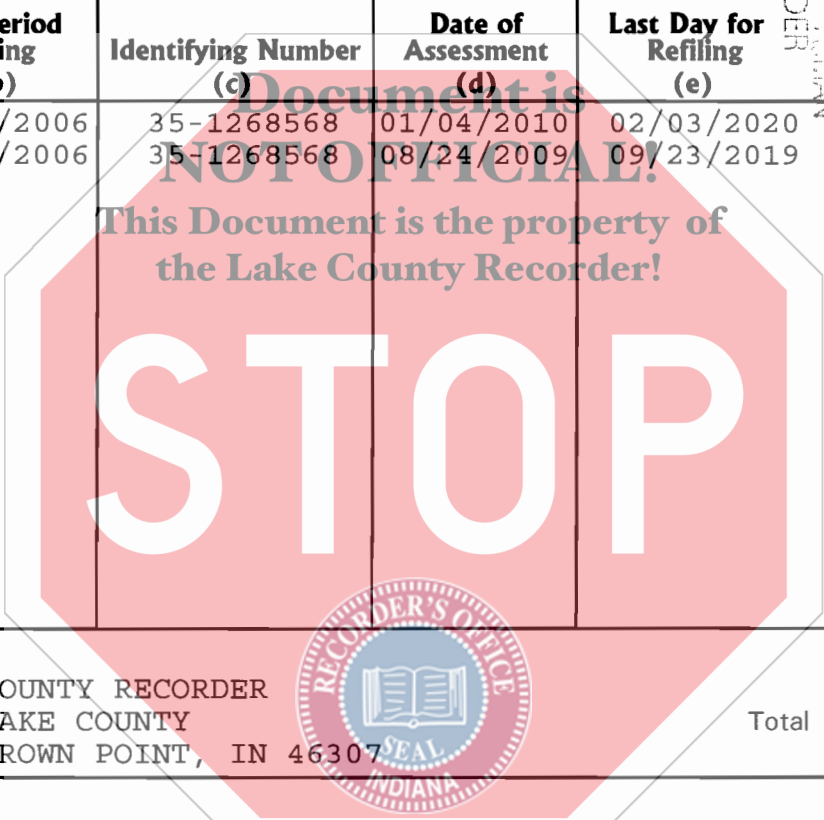 eriod Date of Last Day for
ing Identifying Number Assessment Refiling
) (c) (d) (e)
Document is
/2006 35-1268568 01/04/2010 02/03/2020
/2006 35-1268568 08/24/2009 09/23/2019
NOT OFFICIAL!
This Document is the property of
the Lake County Recorder!
STOP
RECORDER'S OFFICE
SEAL
INDIANA
OUNTY RECORDER
AKE COUNTY Total
ROWN POINT, IN 46307
DER